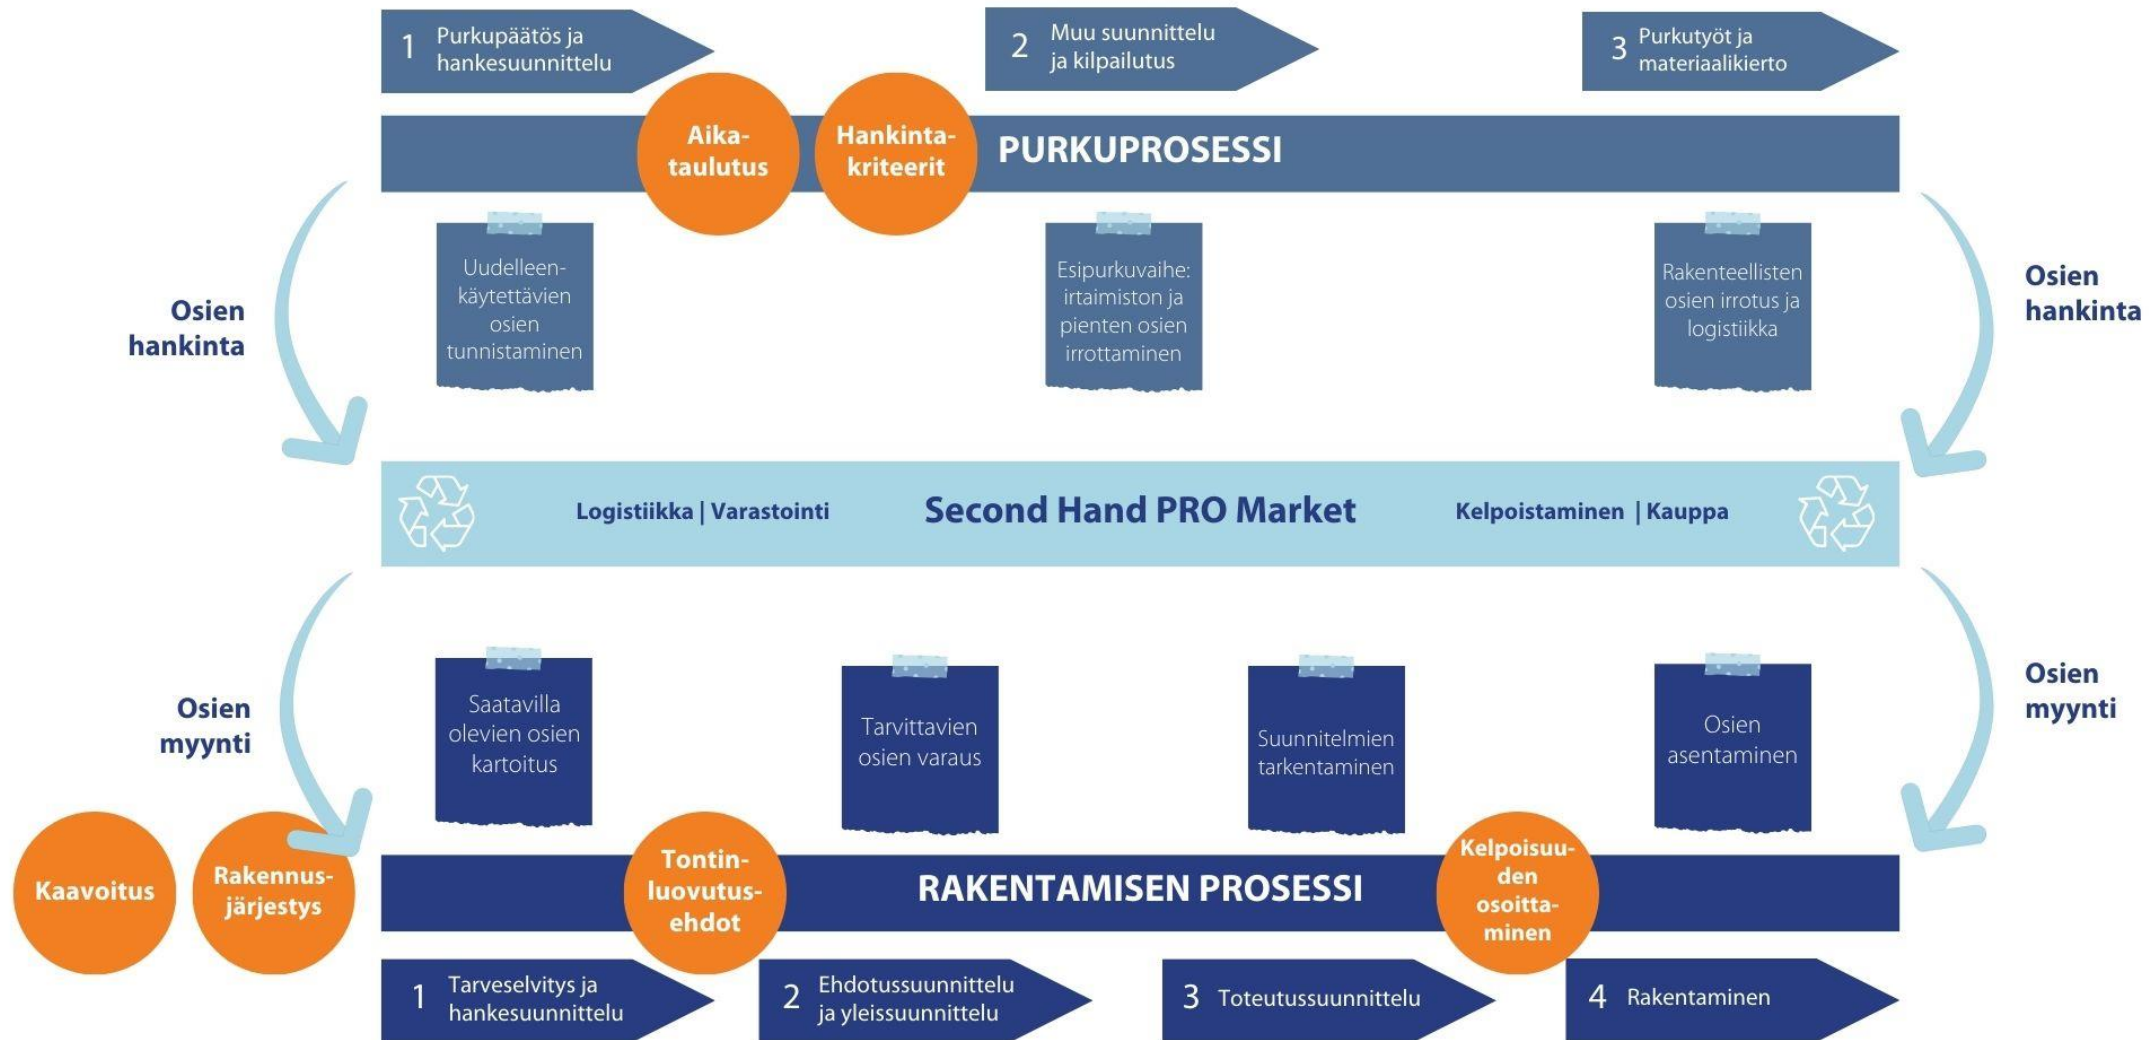 1 Purkupäätös ja
hankesuunnittelu
2 Muu suunnittelu
ja kilpailutus
3 Purkutyöt ja
materiaalikierto
Aika-
taulutus
Hankinta-
kriteerit
PURKUPROSESSI
Uudelleen-
käytettävien
osien
tunnistaminen
Esipurkuvaihe:
irtaimiston ja
pienten osien
irrottaminen
Rakenteellisten
osien irrotus ja
logistiikka
Osien
hankinta
Osien
hankinta
Logistiikka | Varastointi
Second Hand PRO Market
Kelpoistaminen | Kauppa
Osien
myynti
Saatavilla
olevien osien
kartoitus
Tarvittavien
osien varaus
Suunnitelmien
tarkentaminen
Osien
asentaminen
Osien
myynti
Kaavoitus
Rakennus-
järjestys
Tontin-
luovutus-
ehdot
RAKENTAMISEN PROSESSI
Kelpoisuu-
den
osoitta-
minen
1 Tarveselvitys ja
hankesuunnittelu
2 Ehdotussuunnittelu
ja yleissuunnittelu
3 Toteutussuunnittelu
4 Rakentaminen